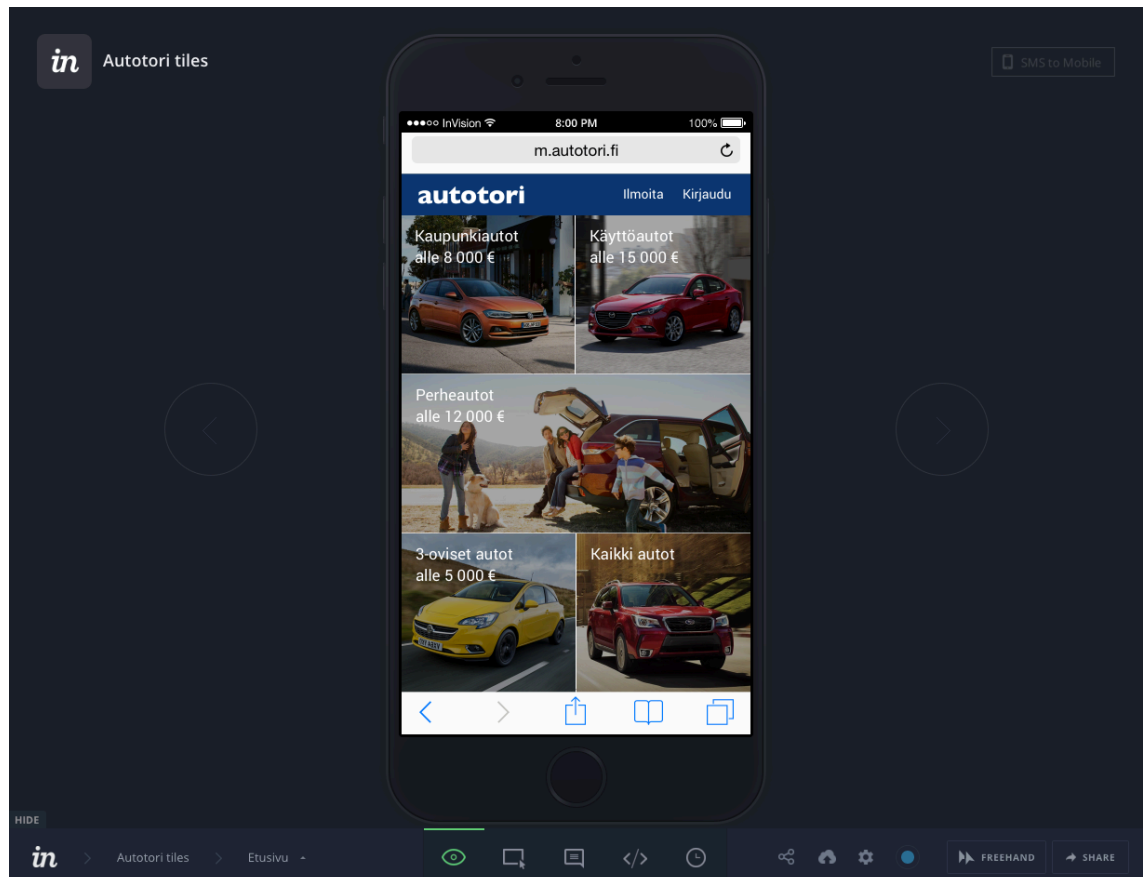 in
Autotori tiles
SMS to Mobile
●●●○○ InVision
8:00 PM
100%
m.autotori.fi
autotori
Ilmoita
Kirjaudu
Kaupunkiautot
alle 8 000 €
Käyttöautot
alle 15 000 €
Perheautot
alle 12 000 €
3-oviset autot
alle 5 000 €
Kaikki autot
HIDE
in
Autotori tiles
Etusivu
</>
FREEHAND
SHARE